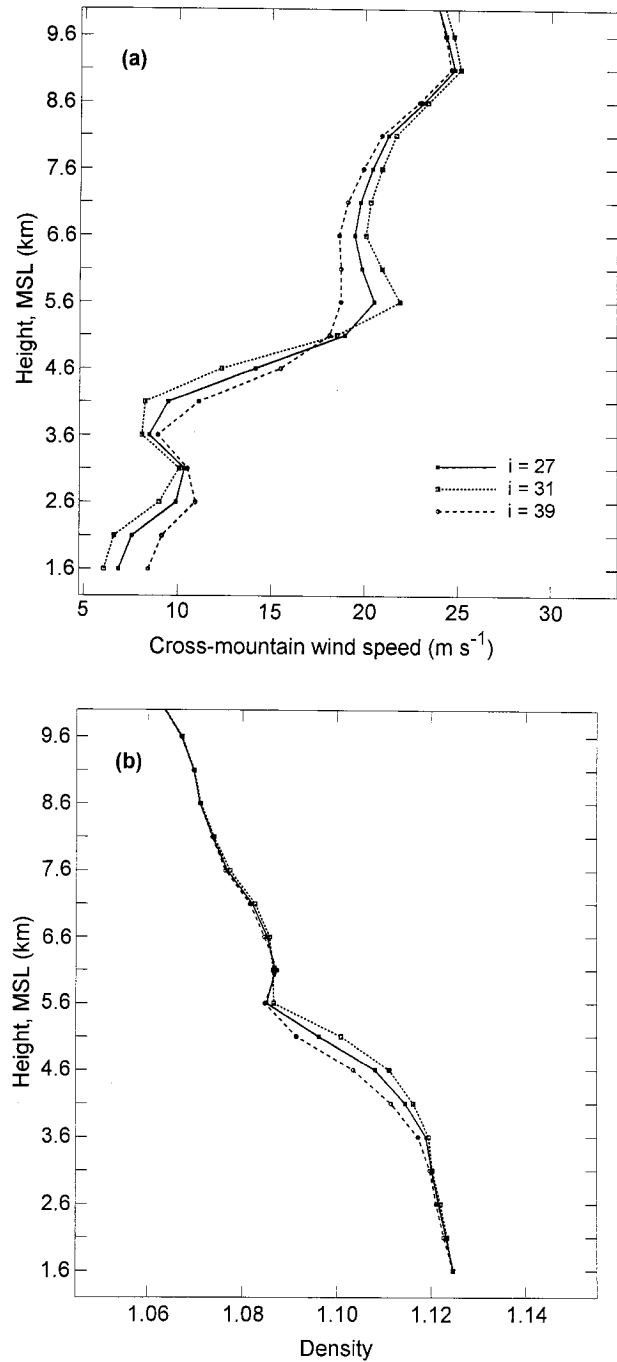 (a)
9.6
8.6
7.6
6.6
5.6
4.6
3.6
2.6
1.6
Height, MSL (km)
i = 27
i = 31
i = 39
5 10 15 20 25 30
Cross-mountain wind speed (m s⁻¹)
(b)
9.6
8.6
7.6
6.6
5.6
4.6
3.6
2.6
1.6
Height, MSL (km)
1.06 1.08 1.10 1.12 1.14
Density